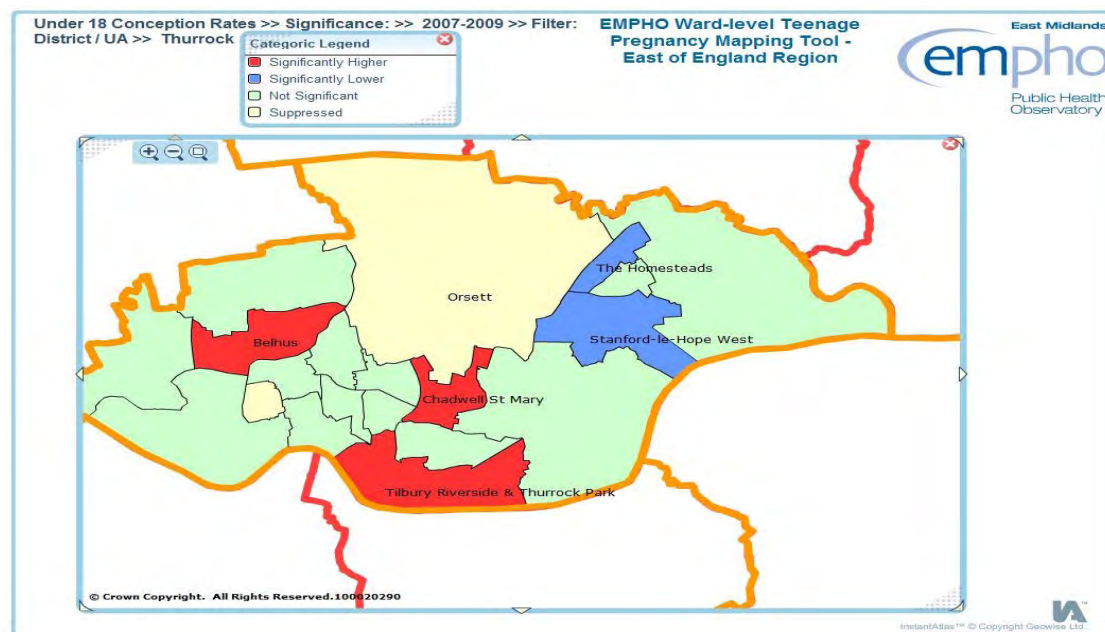 Under 18 Conception Rates >> Significance: >> 2007-2009 >> Filter:
District / UA >> Thurrock
EMPHO Ward-level Teenage
Pregnancy Mapping Tool -
East of England Region
East Midlands
empho
Public Health
Observatory
Categoric Legend
Significantly Higher
Significantly Lower
Not Significant
Suppressed
The Homesteads
Orsett
Stanford-le-Hope West
Belhus
Chadwell St Mary
Tilbury Riverside & Thurrock Park
© Crown Copyright. All Rights Reserved.100020290
IA™
InstantAtlas™ © Copyright Geowise Ltd.